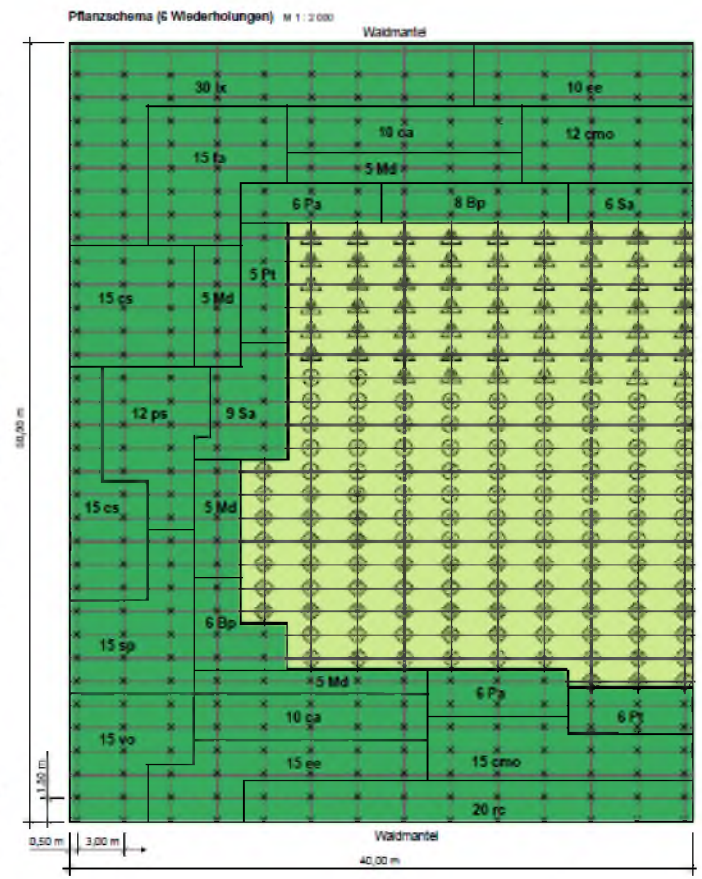 Pflanzschema (6 Wiederholungen) M 1 : 2 000
Waldmantel
30 lx
10 ee
10 ca
12 cmo
15 fa
5 Md
6 Pa
8 Bp
6 Sa
5 Pt
15 cs
5 Md
12 ps
9 Sa
15 cs
5 Md
6 Bp
15 sp
5 Md
6 Pa
10 ca
6 Pt
15 vo
15 ee
15 cmo
20 rc
1,50 m
0,50 m
3,00 m
Waldmantel
40,00 m